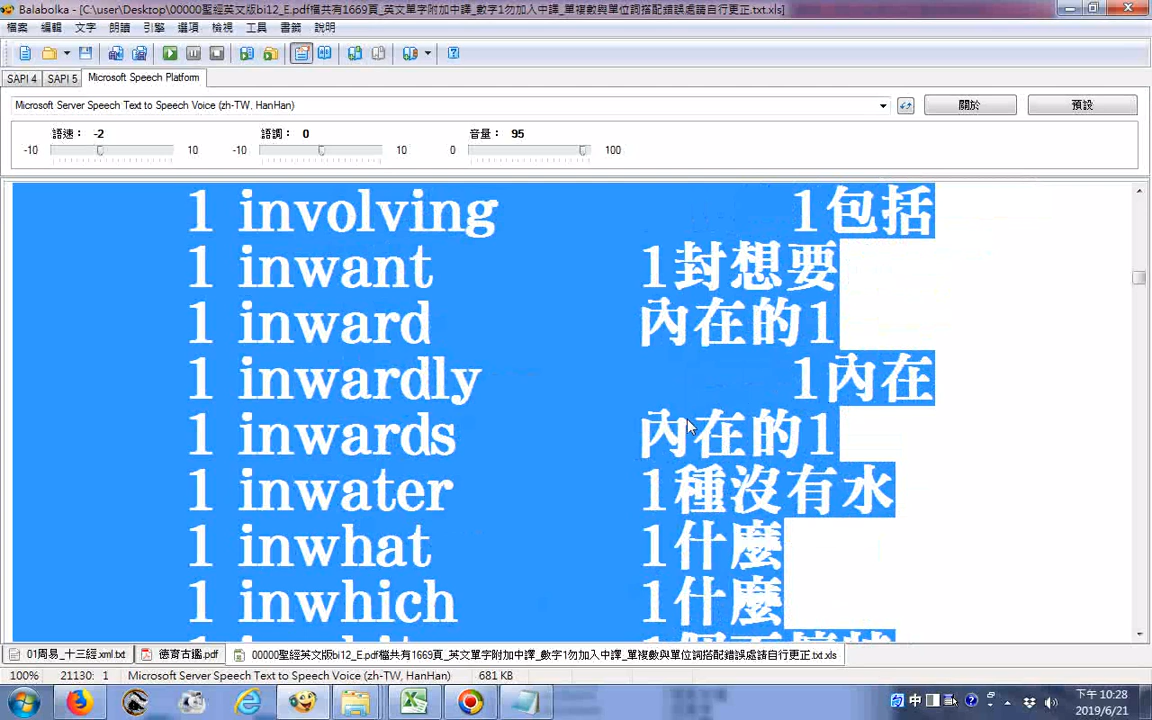 Balabolka - [C:\user\Desktop\00000聖經英文版bi12_E.pdf檔共有1669頁_英文單字附加中譯_數字1勿加入中譯_單複數與單位詞搭配錯誤處請自行更正.txt.xls]
檔案 編輯 文字 朗讀 引擎 選項 檢視 工具 書籤 說明
SAPI 4 SAPI 5 Microsoft Speech Platform
Microsoft Server Speech Text to Speech Voice (zh-TW, HanHan) 關於 預設
語速： -2 語調： 0 音量： 95
-10 10 -10 10 0 100
1 involving 1包括
1 inwant 1封想要
1 inward 內在的1
1 inwardly 1內在
1 inwards 內在的1
1 inwater 1種沒有水
1 inwhat 1什麼
1 inwhich 1什麼
01周易_十三經.xml.txt 德育古鑑.pdf 00000聖經英文版bi12_E.pdf檔共有1669頁_英文單字附加中譯_數字1勿加入中譯_單複數與單位詞搭配錯誤處請自行更正.txt.xls
100% 21130: 1 Microsoft Server Speech Text to Speech Voice (zh-TW, HanHan) 681 KB
中 下午 10:28
2019/6/21